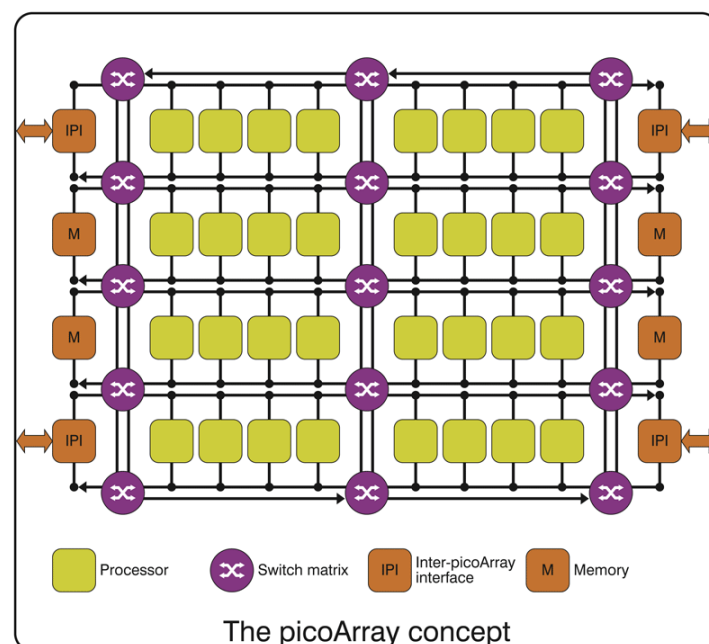 IPI
IPI
M
M
M
M
IPI
IPI
Processor
Switch matrix
IPI
Inter-picoArray
interface
M
Memory
The picoArray concept